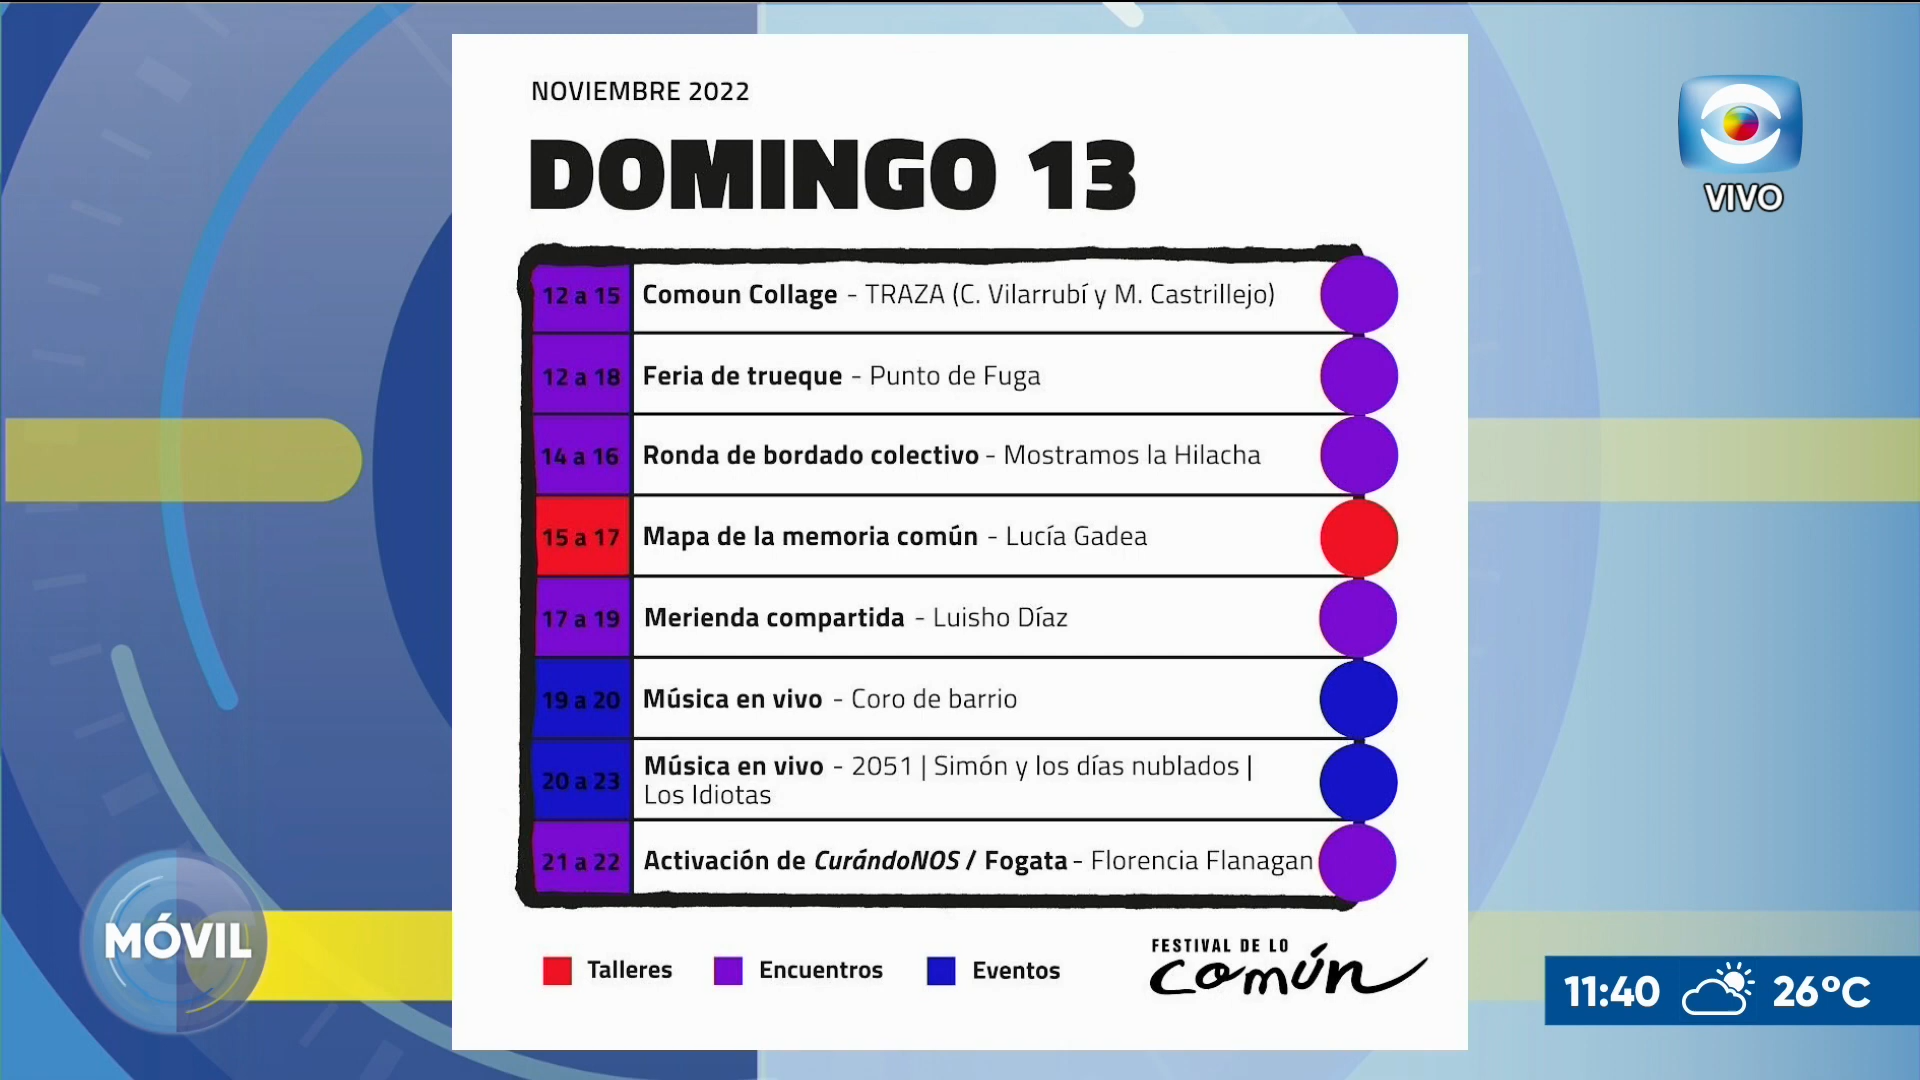 NOVIEMBRE 2022
DOMINGO 13
VIVO
12 a 15 Comoun Collage - TRAZA (C. Vilarrubí y M. Castrillejo)
12 a 18 Feria de trueque - Punto de Fuga
14 a 16 Ronda de bordado colectivo - Mostramos la Hilacha
15 a 17 Mapa de la memoria común - Lucía Gadea
17 a 19 Merienda compartida - Luisho Díaz
19 a 20 Música en vivo - Coro de barrio
20 a 23 Música en vivo - 2051 | Simón y los días nublados |
Los Idiotas
21 a 22 Activación de CurándoNOS / Fogata - Florencia Flanagan
MÓVIL
Talleres Encuentros Eventos
FESTIVAL DE LO
común
11:40 26°C